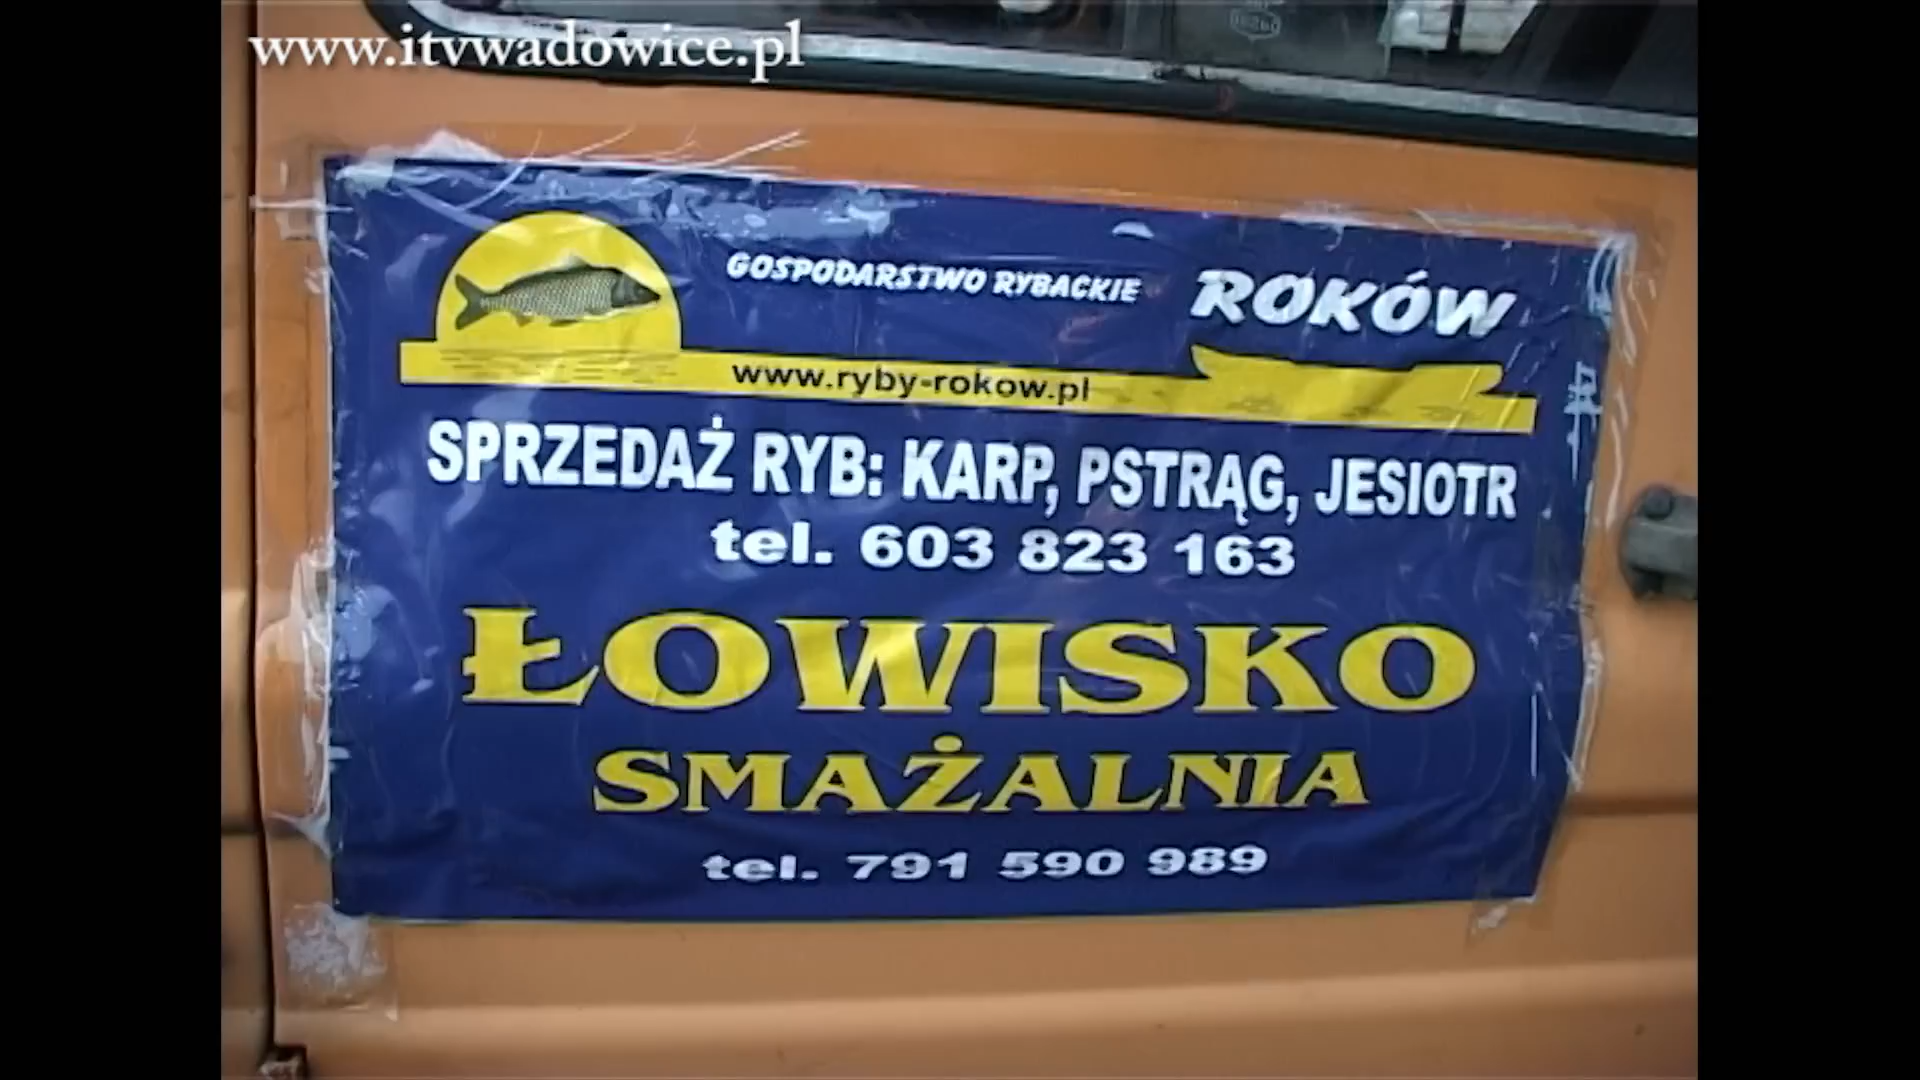 www.itvwadowice.pl
GOSPODARSTWO RYBACKIE ROKÓW
www.ryby-rokow.pl
SPRZEDAŻ RYB: KARP, PSTRĄG, JESIOTR
tel. 603 823 163
ŁOWISKO
SMAŻALNIA
tel. 791 590 989